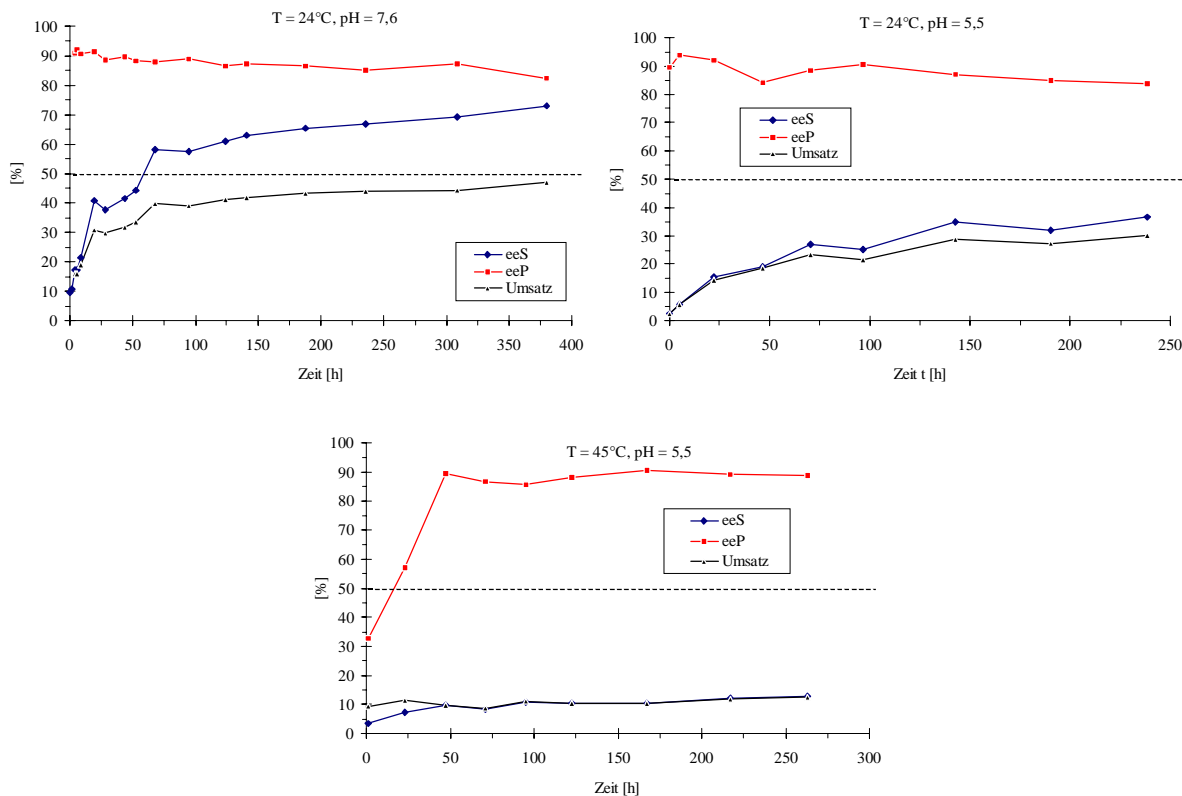 T = 24°C, pH = 7,6
100
90
80
70
60
50
40
30
20
10
0
[%]
eeS
eeP
Umsatz
0 50 100 150 200 250 300 350 400
Zeit [h]
T = 24°C, pH = 5,5
100
90
80
70
60
50
40
30
20
10
0
[%]
eeS
eeP
Umsatz
0 50 100 150 200 250
Zeit t [h]
T = 45°C, pH = 5,5
100
90
80
70
60
50
40
30
20
10
0
[%]
eeS
eeP
Umsatz
0 50 100 150 200 250 300
Zeit [h]